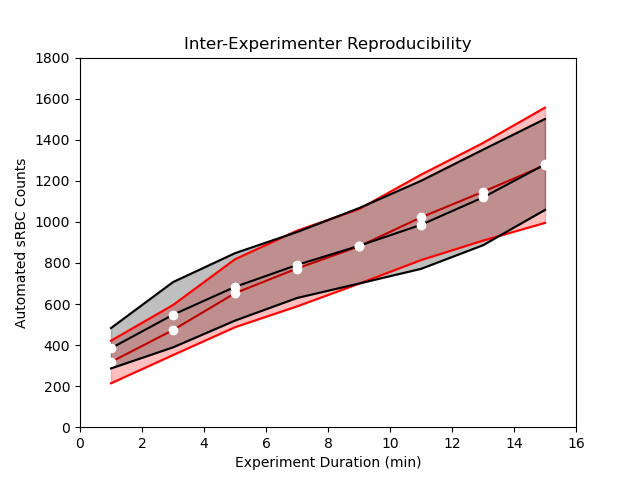 Inter-Experimenter Reproducibility
Automated sRBC Counts
1800
1600
1400
1200
1000
800
600
400
200
0
0 2 4 6 8 10 12 14 16
Experiment Duration (min)